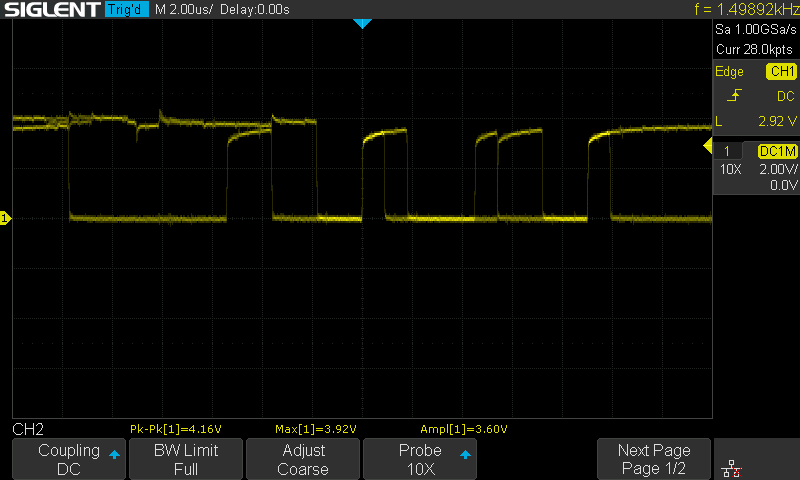 SIGLENT Trig'd M 2.00us/ Delay:0.00s f = 1.49892kHz
Sa 1.00GSa/s
Curr 28.0kpts
Edge CH1
DC
L 2.92 V
1 DC1M
10X 2.00V/
0.0V
1
CH2 Pk-Pk[1]=4.16V Max[1]=3.92V Ampl[1]=3.60V
Coupling BW Limit Adjust Probe Next Page
DC Full Coarse 10X Page 1/2